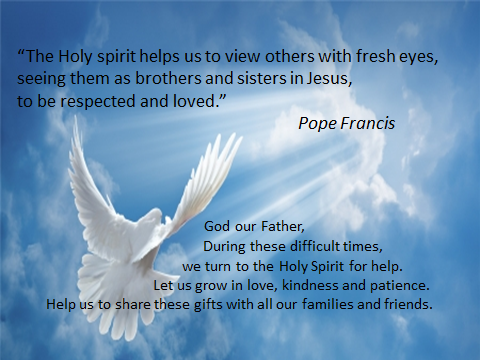 “The Holy spirit helps us to view others with fresh eyes,
seeing them as brothers and sisters in Jesus,
to be respected and loved.”
Pope Francis
God our Father,
During these difficult times,
we turn to the Holy Spirit for help.
Let us grow in love, kindness and patience.
Help us to share these gifts with all our families and friends.